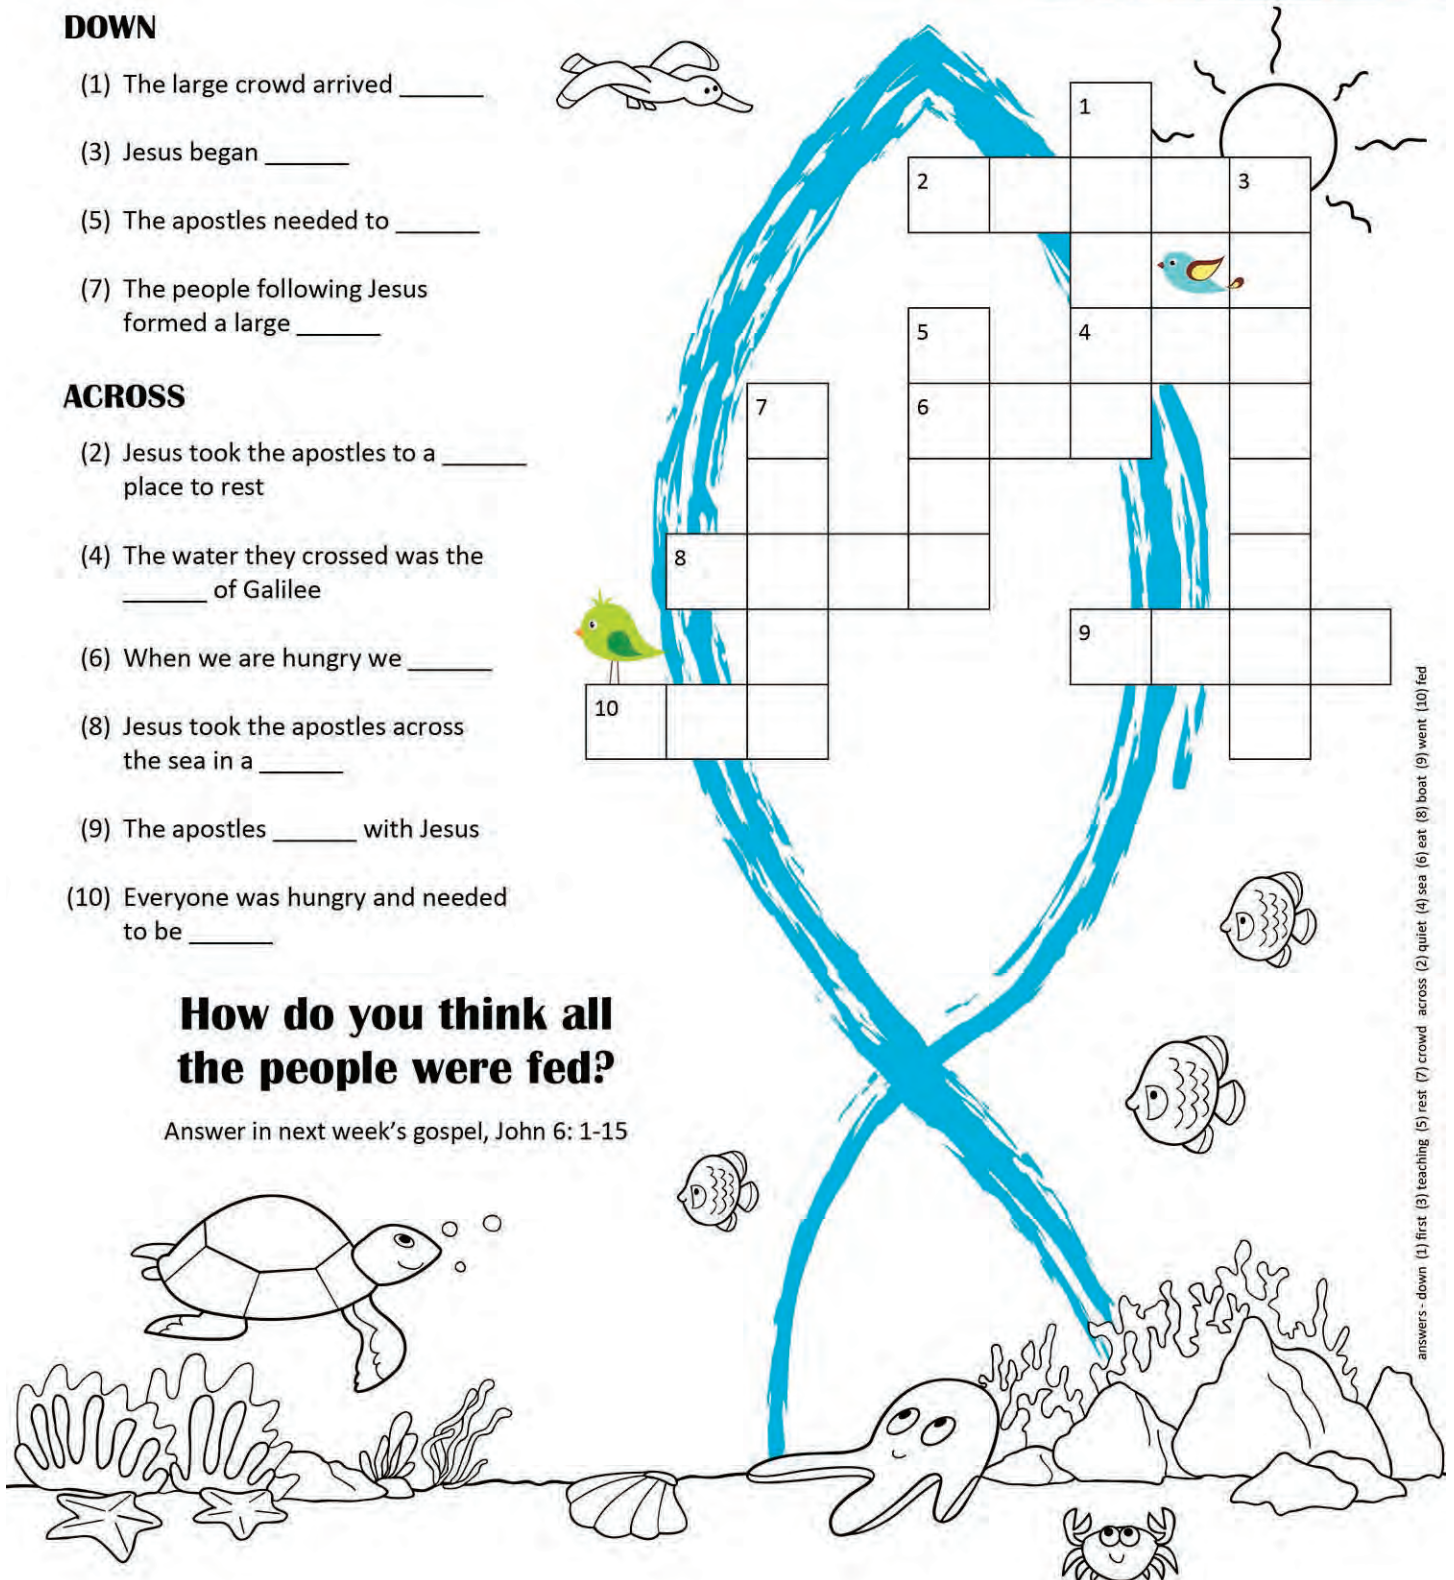 DOWN
(1) The large crowd arrived ______
(3) Jesus began ______
(5) The apostles needed to ______
(7) The people following Jesus
formed a large ______
ACROSS
(2) Jesus took the apostles to a ______
place to rest
(4) The water they crossed was the
______ of Galilee
(6) When we are hungry we ______
(8) Jesus took the apostles across
the sea in a ______
(9) The apostles ______ with Jesus
(10) Everyone was hungry and needed
to be ______
How do you think all
the people were fed?
Answer in next week's gospel, John 6: 1-15
1
2 3
5 4
7 6
8
9
10
answers - down (1) first (3) teaching (5) rest (7) crowd across (2) quiet (4) sea (6) eat (8) boat (9) went (10) fed